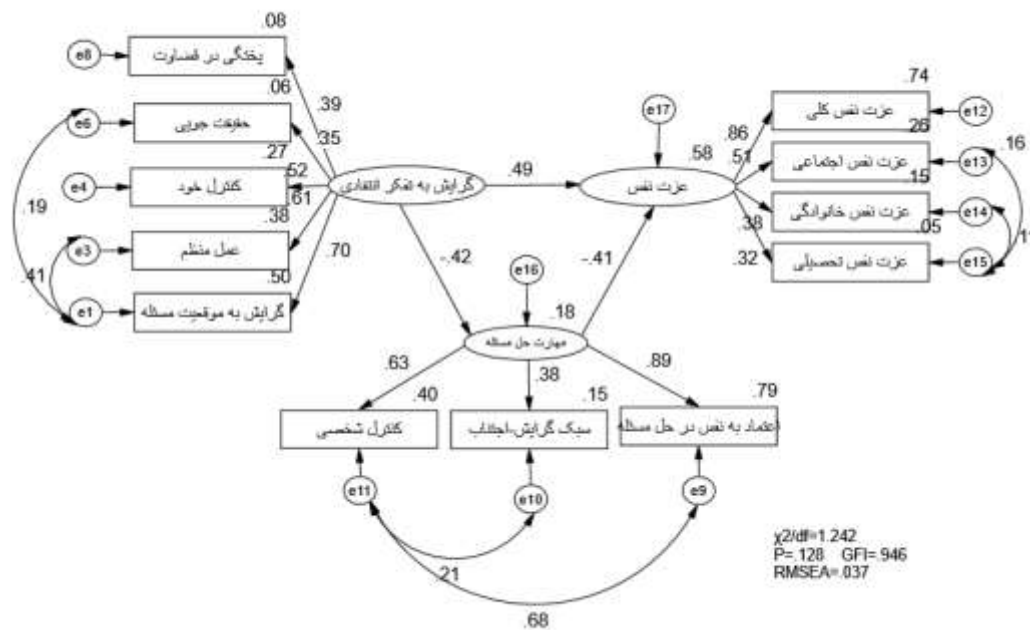 .08
e8
پختگی در قضاوت
.06
.39
e6
حقیقت جویی
.35
.27
.52
e4
کنترل خود
.61
.38
e3
عمل منظم
.70
.50
e1
گرایش به موقعیت مسئله
.19
.41
گرایش به تفکر انتقادی
.49
e17
.58
عزت نفس
.74
.86
عزت نفس کلی
e12
.26
.51
عزت نفس اجتماعی
e13
.16
.15
عزت نفس خانوادگی
e14
.38
.05
.32
عزت نفس تحصیلی
e15
-.42
e16
-.41
.18
مهارت حل مسئله
.63
.38
.89
.40
.15
.79
کنترل شخصی
سبک گرایش-اجتناب
اعتماد به نفس در حل مسئله
e11
e10
e9
.21
.68
χ2/df=1.242
P=.128 GFI=.946
RMSEA=.037